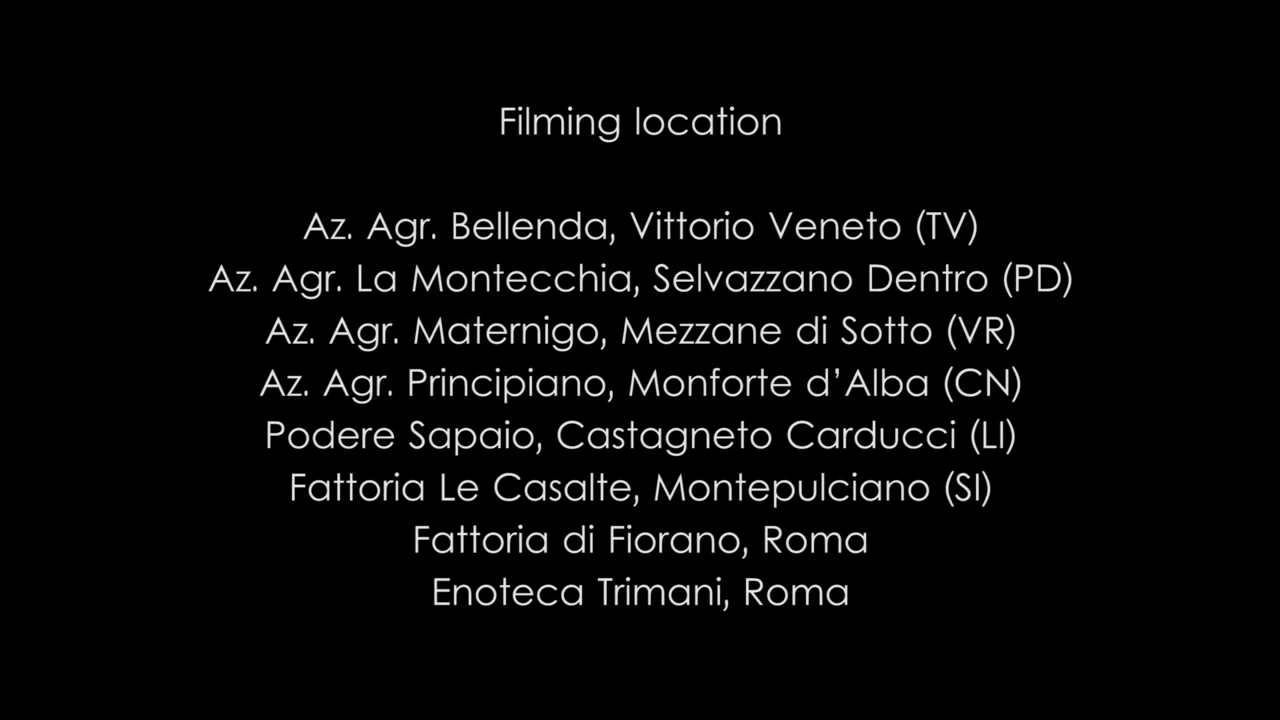 Filming location
Az. Agr. Bellenda, Vittorio Veneto (TV)
Az. Agr. La Montecchia, Selvazzano Dentro (PD)
Az. Agr. Maternigo, Mezzane di Sotto (VR)
Az. Agr. Principiano, Monforte d’Alba (CN)
Podere Sapaio, Castagneto Carducci (LI)
Fattoria Le Casalte, Montepulciano (SI)
Fattoria di Fiorano, Roma
Enoteca Trimani, Roma